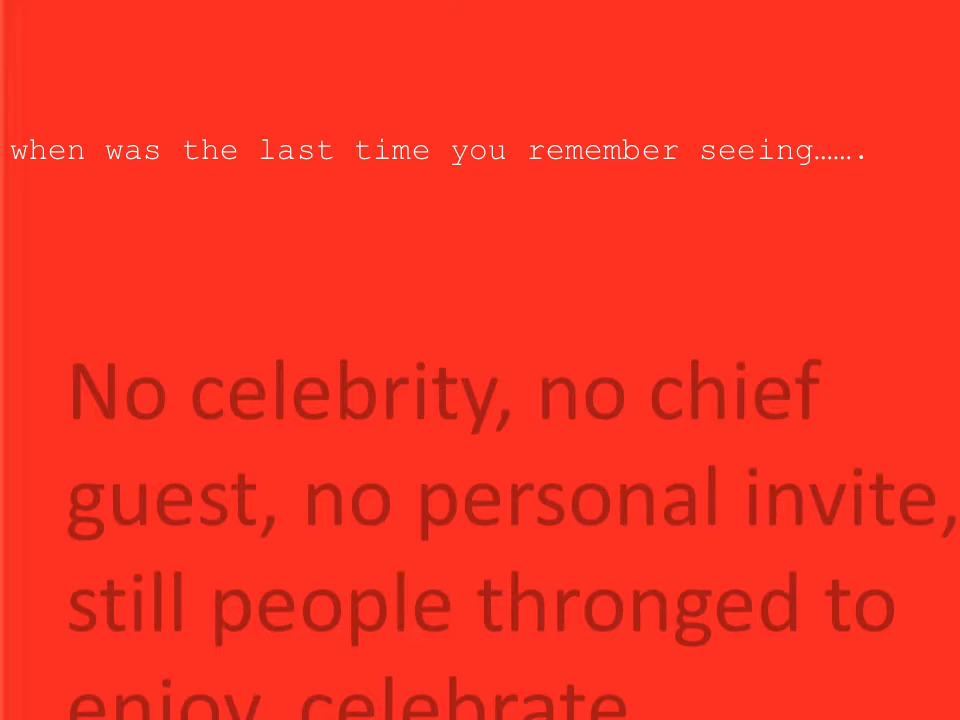 when was the last time you remember seeing…….
No celebrity, no chief
guest, no personal invite,
still people thronged to
enjoy, celebrate